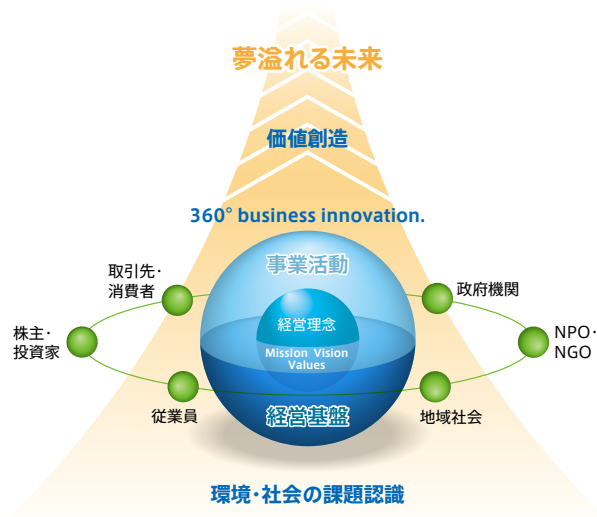 夢溢れる未来
価値創造
360° business innovation.
事業活動
取引先・
消費者
政府機関
経営理念
株主・
投資家
NPO・
NGO
Mission Vision
Values
従業員
経営基盤
地域社会
環境・社会の課題認識